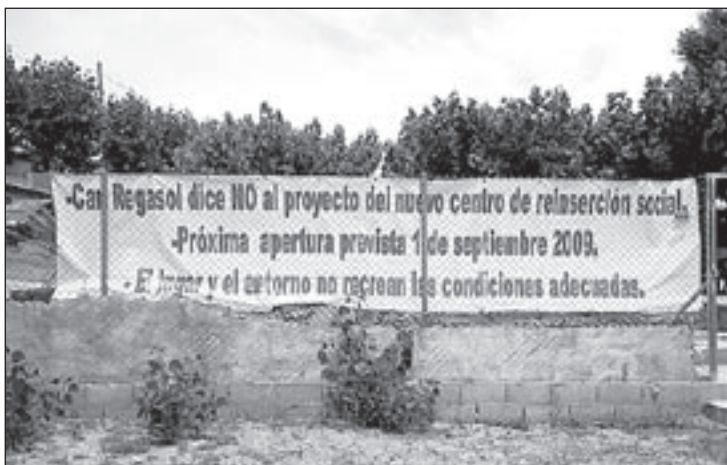 -Can Regasol dice NO al proyecto del nuevo centro de reinserción social.
-Próxima apertura prevista 1 de septiembre 2009.
- El lugar y el entorno no recrean las condiciones adecuadas.